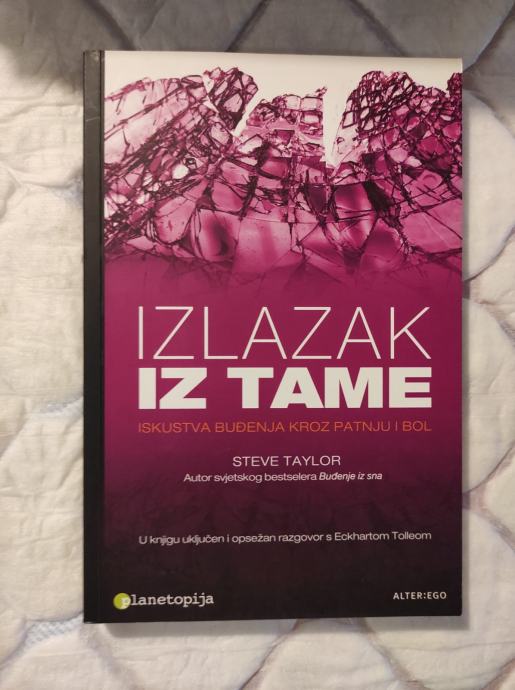 IZLAZAK
IZ TAME
ISKUSTVA BUĐENJA KROZ PATNJU I BOL
STEVE TAYLOR
Autor svjetskog bestselera Buđenje iz sna
U knjigu uključen i opsežan razgovor s Eckhartom Tolleom
planetopija
ALTER:EGO